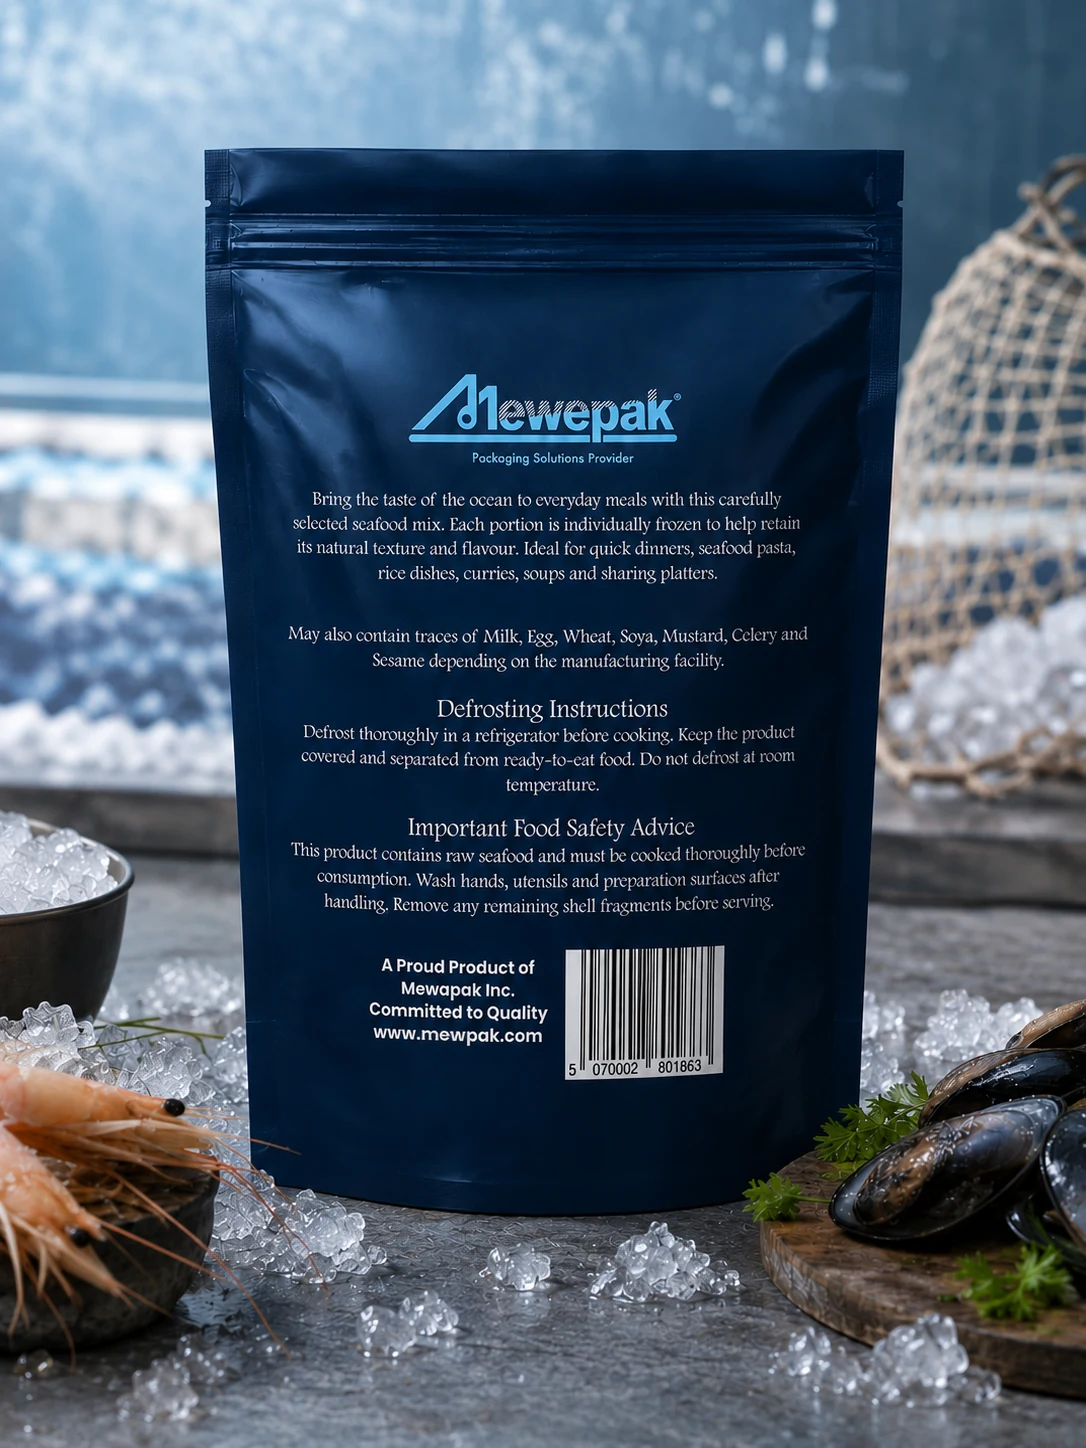 Mewepak®
Packaging Solutions Provider
Bring the taste of the ocean to everyday meals with this carefully
selected seafood mix. Each portion is individually frozen to help retain
its natural texture and flavour. Ideal for quick dinners, seafood pasta,
rice dishes, curries, soups and sharing platters.
May also contain traces of Milk, Egg, Wheat, Soya, Mustard, Celery and
Sesame depending on the manufacturing facility.
Defrosting Instructions
Defrost thoroughly in a refrigerator before cooking. Keep the product
covered and separated from ready-to-eat food. Do not defrost at room
temperature.
Important Food Safety Advice
This product contains raw seafood and must be cooked thoroughly before
consumption. Wash hands, utensils and preparation surfaces after
handling. Remove any remaining shell fragments before serving.
A Proud Product of
Mewapak Inc.
Committed to Quality
www.mewpak.com
5 070002 801863